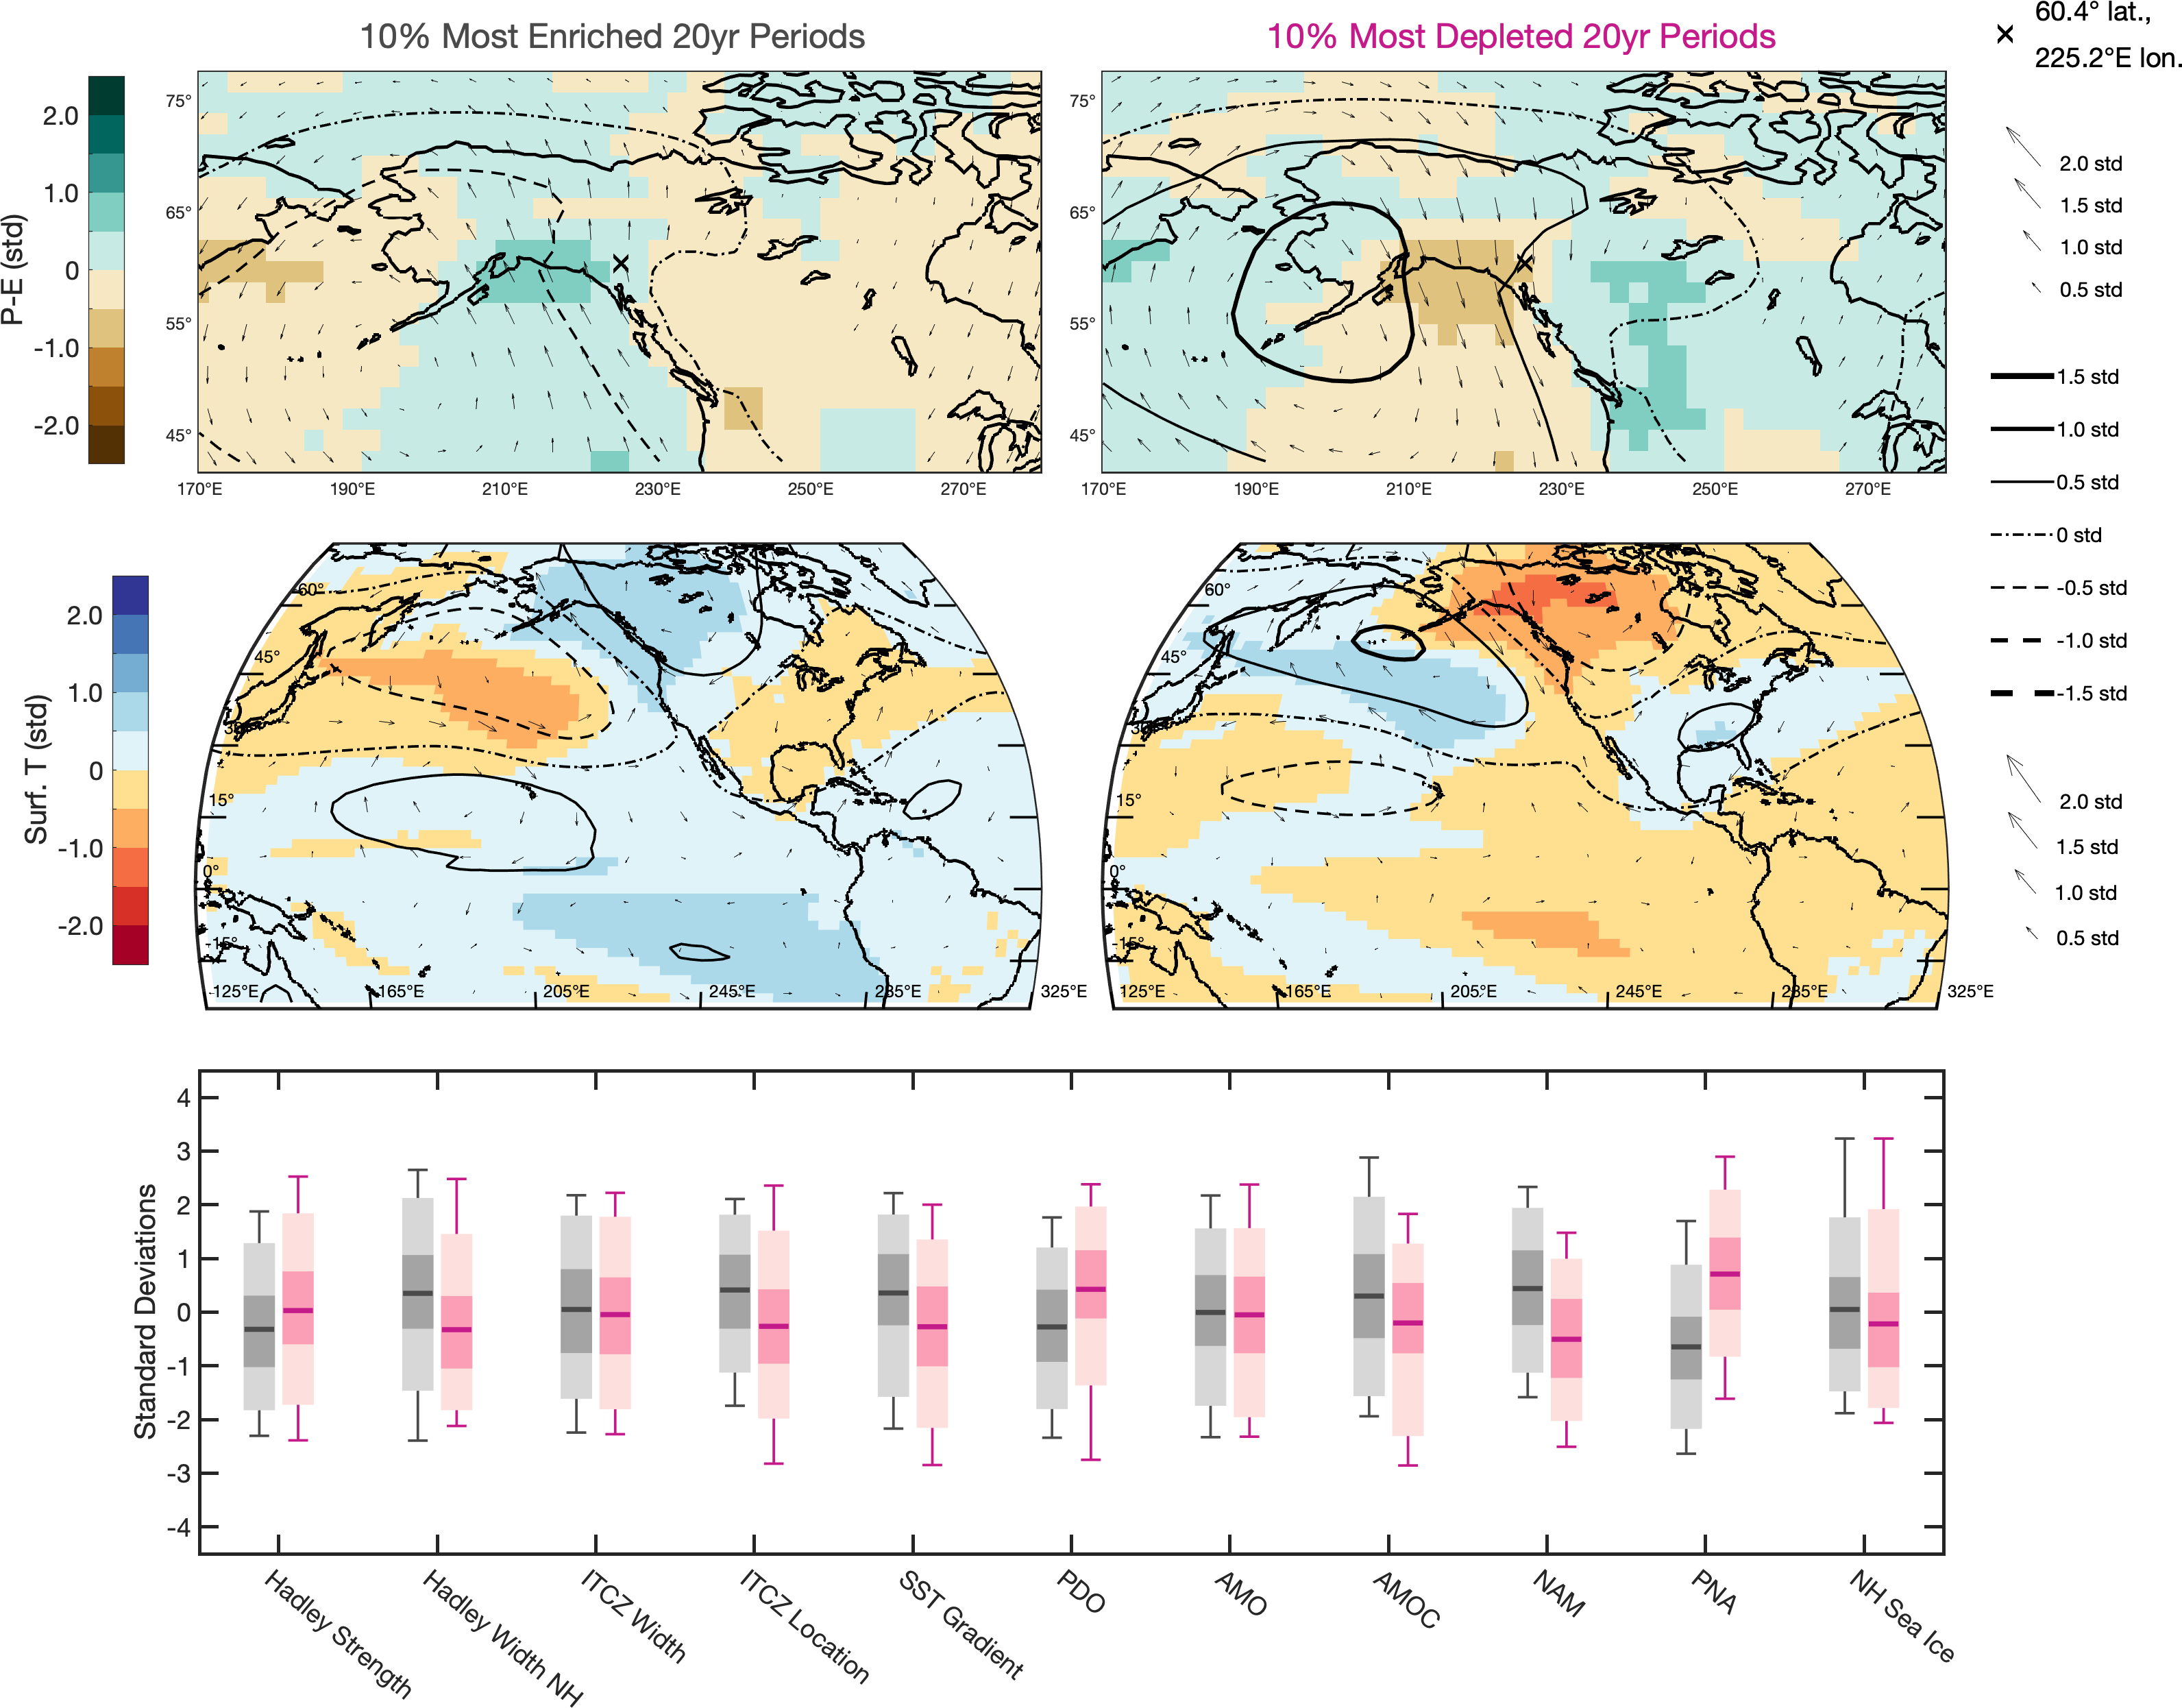 10% Most Enriched 20yr Periods
10% Most Depleted 20yr Periods
60.4° lat.,
225.2°E lon.
P-E (std)
2.0
1.0
0
-1.0
-2.0
75°
65°
55°
45°
170°E 190°E 210°E 230°E 250°E 270°E
75°
65°
55°
45°
170°E 190°E 210°E 230°E 250°E 270°E
2.0 std
1.5 std
1.0 std
0.5 std
1.5 std
1.0 std
0.5 std
0 std
-0.5 std
-1.0 std
-1.5 std
Surf. T (std)
2.0
1.0
0
-1.0
-2.0
60°
45°
15°
0°
-15°
125°E 165°E 205°E 245°E 285°E 325°E
60°
45°
15°
0°
-15°
125°E 165°E 205°E 245°E 285°E 325°E
2.0 std
1.5 std
1.0 std
0.5 std
Standard Deviations
4
3
2
1
0
-1
-2
-3
-4
Hadley Strength
Hadley Width NH
ITCZ Width
ITCZ Location
SST Gradient
PDO
AMO
AMOC
NAM
PNA
NH Sea Ice